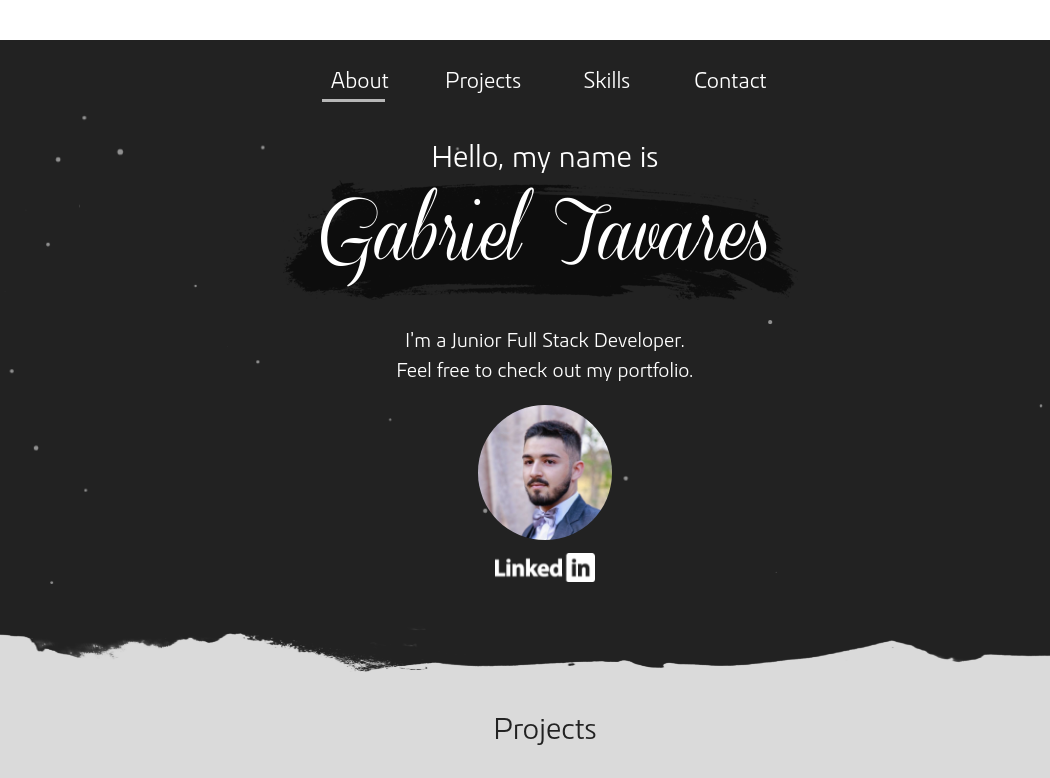 About Projects Skills Contact
Hello, my name is
Gabriel Tavares
I'm a Junior Full Stack Developer.
Feel free to check out my portfolio.
Linked in
Projects